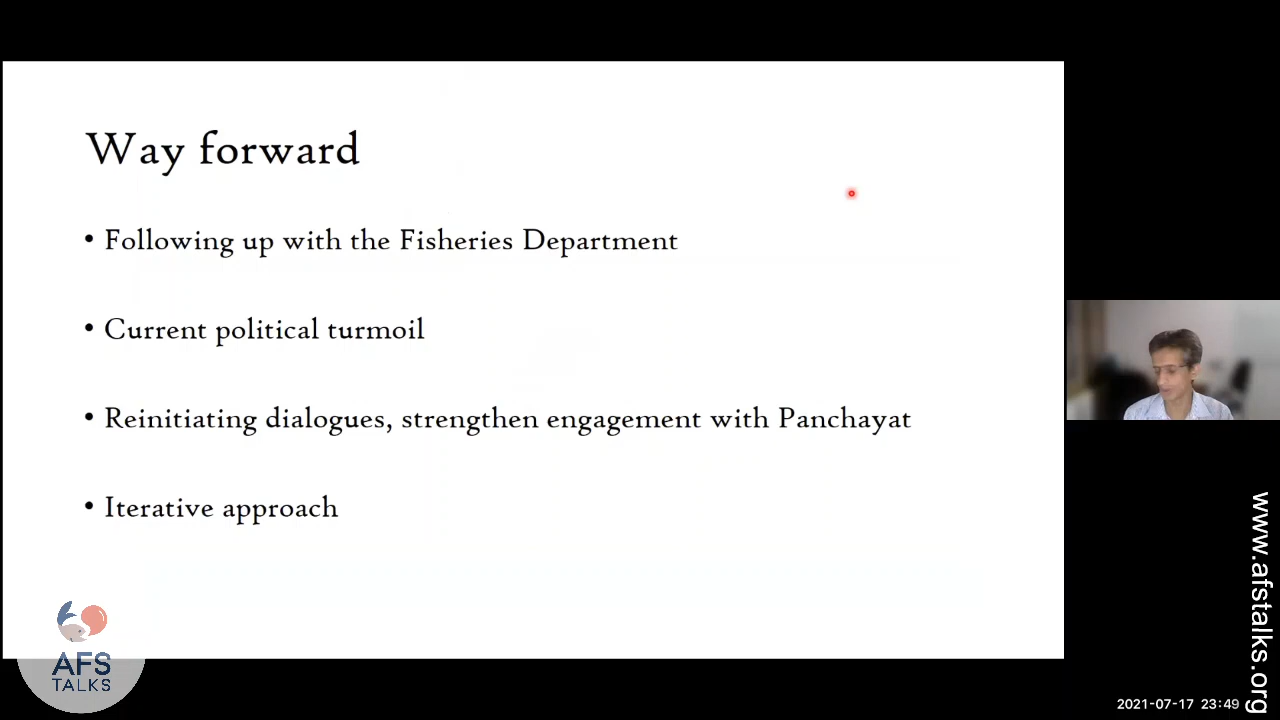 Way forward
• Following up with the Fisheries Department
• Current political turmoil
• Reinitiating dialogues, strengthen engagement with Panchayat
• Iterative approach
AFS
TALKS
www.afstalks.org
2021-07-17 23:49